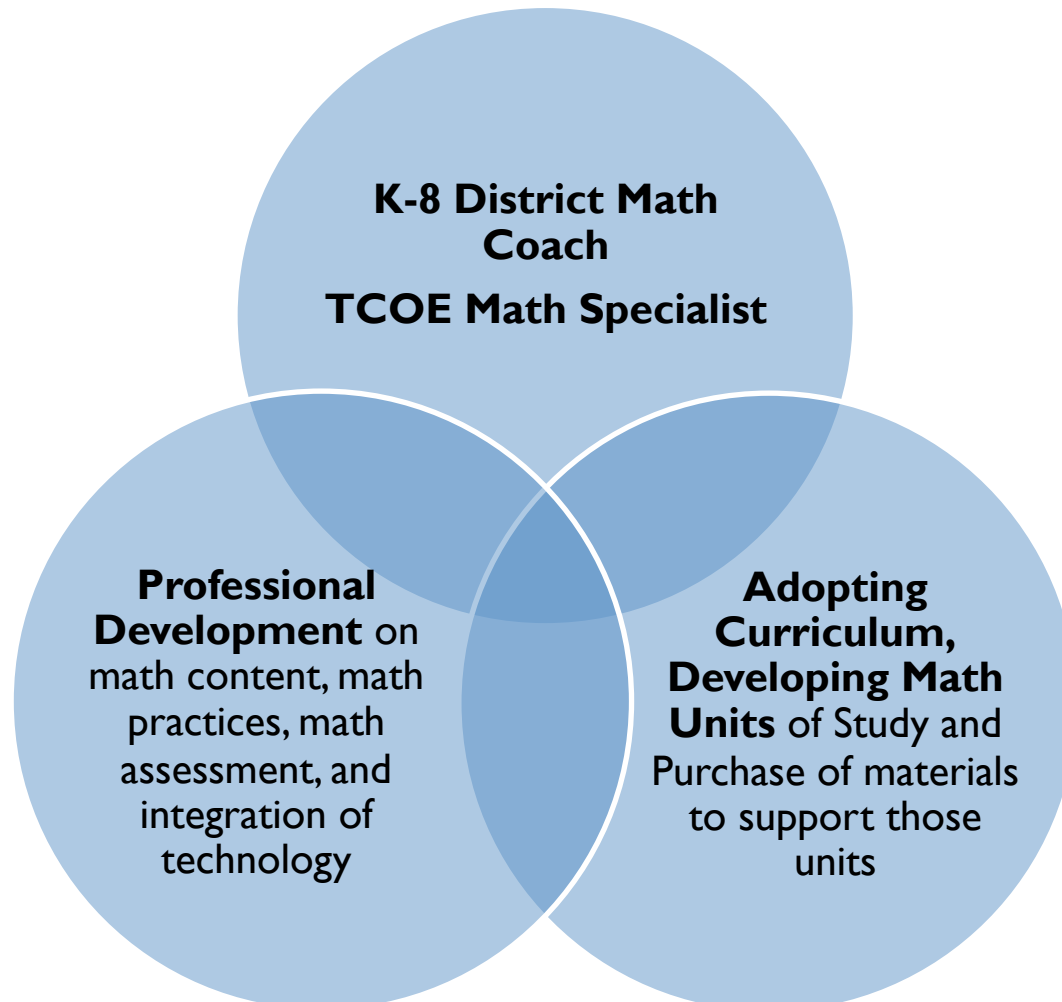 K-8 District Math
Coach
TCOE Math Specialist
Professional
Development on
math content, math
practices, math
assessment, and
integration of
technology
Adopting
Curriculum,
Developing Math
Units of Study and
Purchase of materials
to support those
units